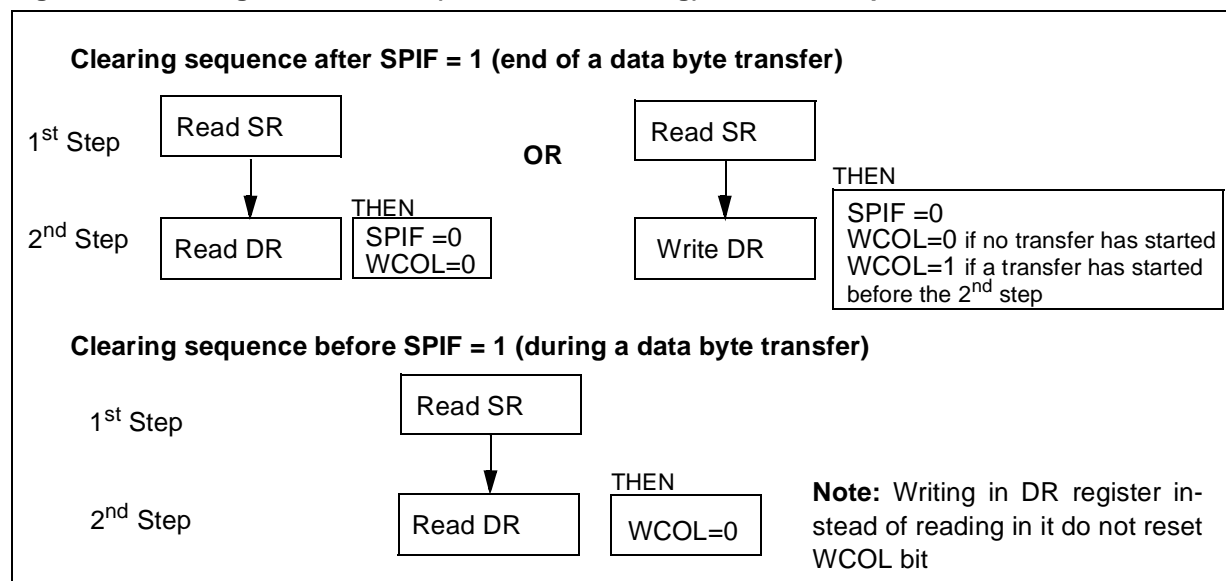 Clearing sequence after SPIF = 1 (end of a data byte transfer)
1st Step
Read SR
OR
Read SR
THEN
2nd Step
Read DR
THEN
SPIF =0
WCOL=0
Write DR
SPIF =0
WCOL=0 if no transfer has started
WCOL=1 if a transfer has started
before the 2nd step
Clearing sequence before SPIF = 1 (during a data byte transfer)
1st Step
Read SR
2nd Step
Read DR
THEN
WCOL=0
Note: Writing in DR register in-
stead of reading in it do not reset
WCOL bit